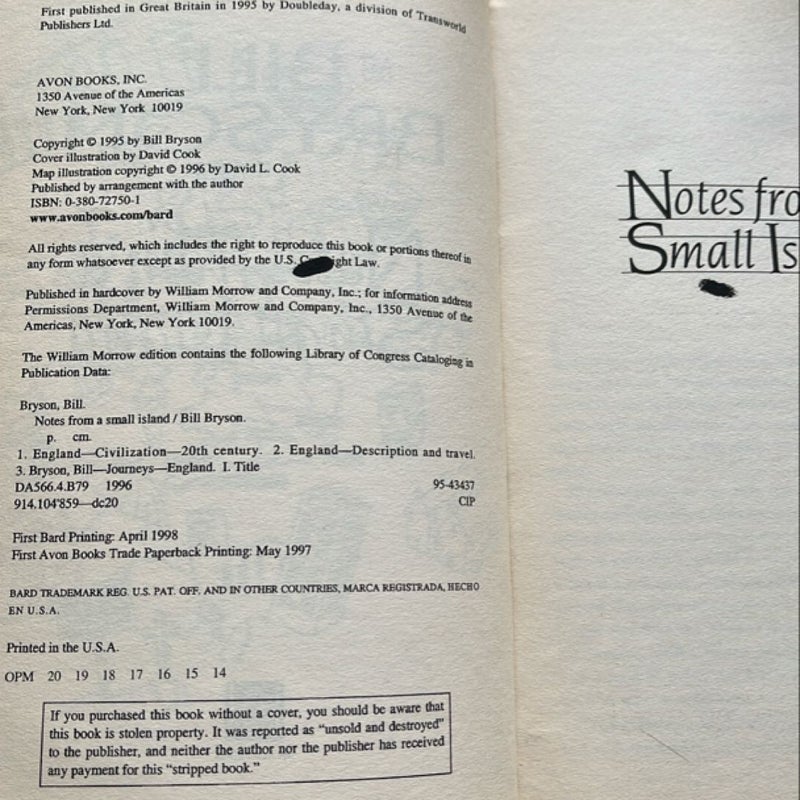 First published in Great Britain in 1995 by Doubleday, a division of Transworld
Publishers Ltd.
AVON BOOKS, INC.
1350 Avenue of the Americas
New York, New York 10019
Copyright © 1995 by Bill Bryson
Cover illustration by David Cook
Map illustration copyright © 1996 by David L. Cook
Published by arrangement with the author
ISBN: 0-380-72750-1
www.avonbooks.com/bard
All rights reserved, which includes the right to reproduce this book or portions thereof in
any form whatsoever except as provided by the U.S. Law.
Published in hardcover by William Morrow and Company, Inc.; for information address
Permissions Department, William Morrow and Company, Inc., 1350 Avenue of the
Americas, New York, New York 10019.
The William Morrow edition contains the following Library of Congress Cataloging in
Publication Data:
Bryson, Bill.
Notes from a small island / Bill Bryson.
p. cm.
1. England—Civilization—20th century. 2. England—Description and travel.
3. Bryson, Bill—Journeys—England. I. Title
DA566.4.B79 1996 95-43437
914.104'859—dc20 CIP
First Bard Printing: April 1998
First Avon Books Trade Paperback Printing: May 1997
BARD TRADEMARK REG. U.S. PAT. OFF. AND IN OTHER COUNTRIES, MARCA REGISTRADA, HECHO
EN U.S.A.
Printed in the U.S.A.
OPM 20 19 18 17 16 15 14
If you purchased this book without a cover, you should be aware that
this book is stolen property. It was reported as “unsold and destroyed”
to the publisher, and neither the author nor the publisher has received
any payment for this “stripped book.”
Notes fro
Small Is